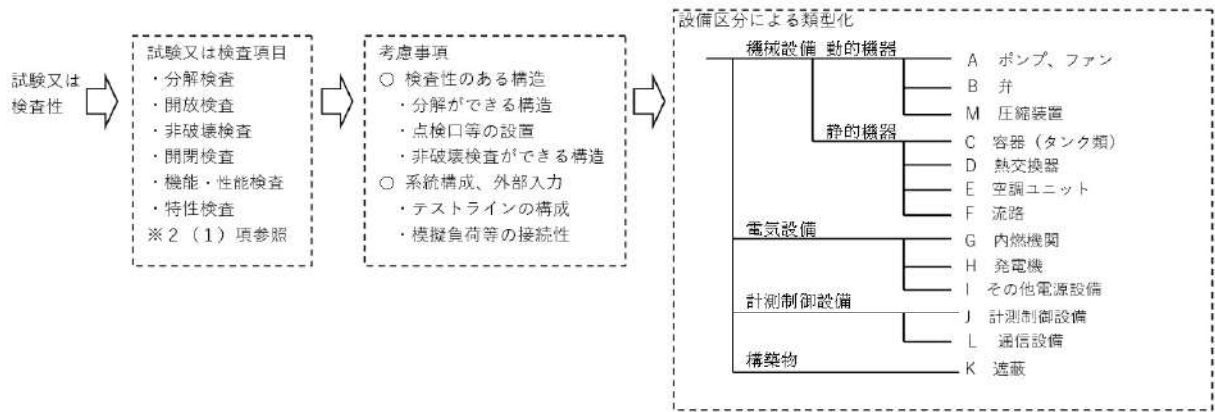 試験又は
検査性
試験又は検査項目
・分解検査
・開放検査
・非破壊検査
・開閉検査
・機能・性能検査
・特性検査
※2（1）項参照
考慮事項
○ 検査性のある構造
・分解ができる構造
・点検口等の設置
・非破壊検査ができる構造
○ 系統構成、外部入力
・テストラインの構成
・模擬負荷等の接続性
設備区分による類型化
機械設備 動的機器
A ポンプ、ファン
B 弁
M 圧縮装置
静的機器
C 容器（タンク類）
D 熱交換器
E 空調ユニット
F 流路
電気設備
G 内燃機関
H 発電機
I その他電源設備
計測制御設備
J 計測制御設備
L 通信設備
構築物
K 遮蔽